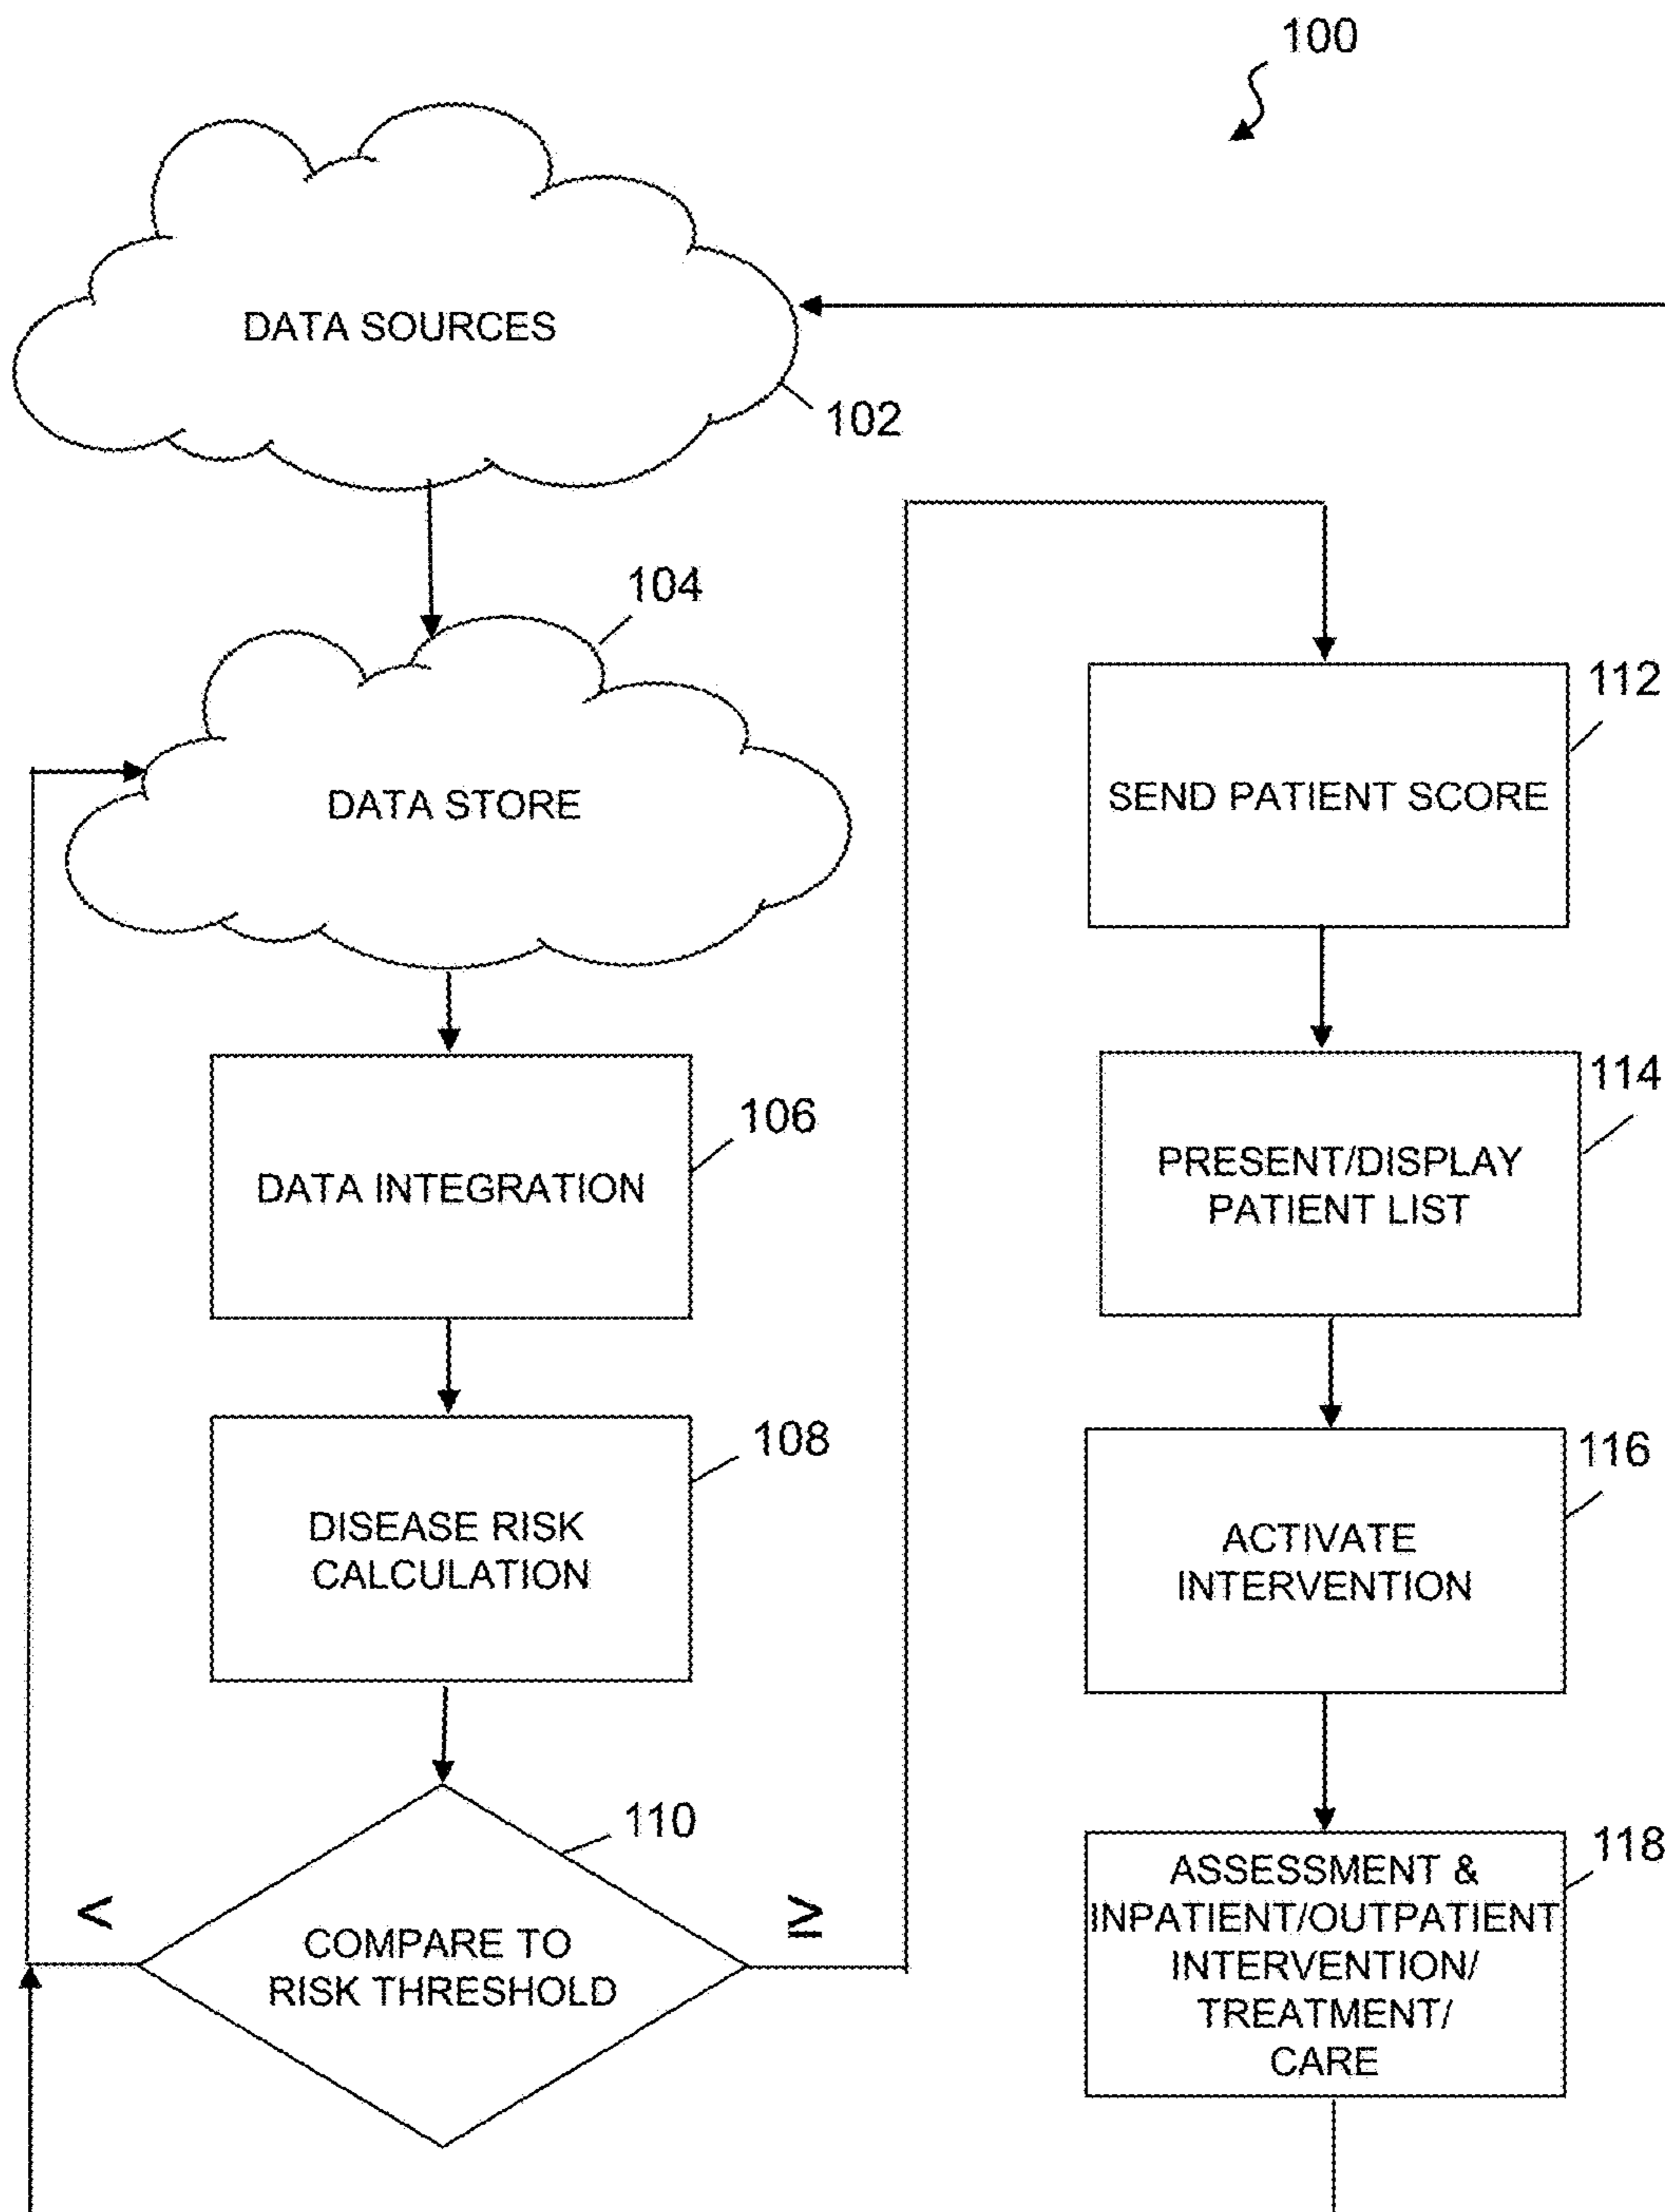 100
DATA SOURCES
102
104
DATA STORE
106
DATA INTEGRATION
108
DISEASE RISK
CALCULATION
110
<
≥
COMPARE TO
RISK THRESHOLD
112
SEND PATIENT SCORE
114
PRESENT/DISPLAY
PATIENT LIST
116
ACTIVATE
INTERVENTION
118
ASSESSMENT &
INPATIENT/OUTPATIENT
INTERVENTION/
TREATMENT/
CARE